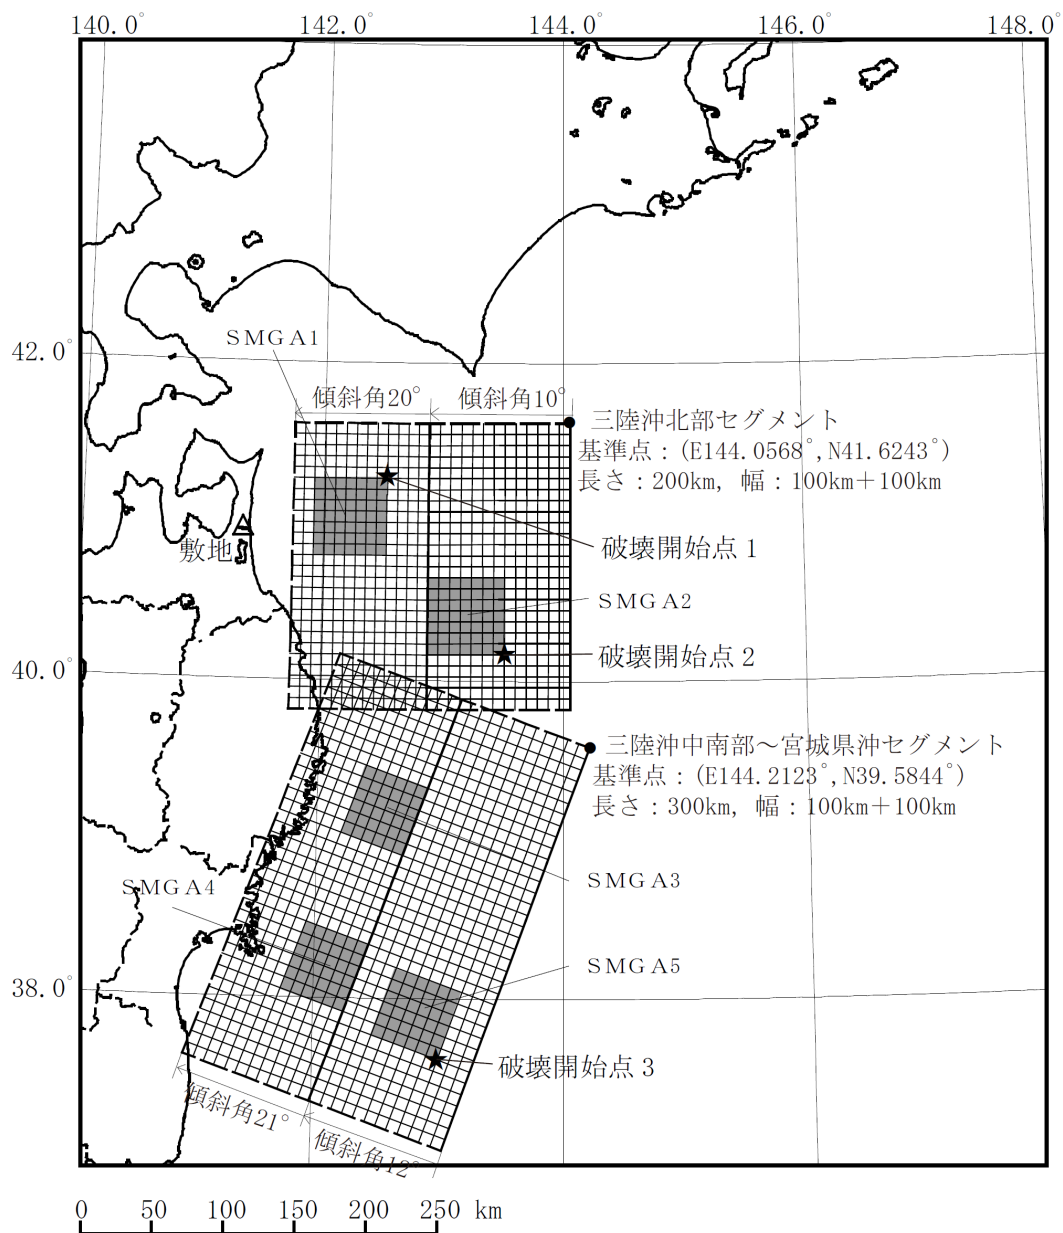 140.0°
142.0°
144.0°
146.0°
148.0°
42.0°
40.0°
38.0°
SMGA1
傾斜角20°
傾斜角10°
三陸沖北部セグメント
基準点：(E144.0568°,N41.6243°)
長さ：200km, 幅：100km＋100km
敷地
破壊開始点1
SMGA2
破壊開始点2
三陸沖中南部～宮城県沖セグメント
基準点：(E144.2123°,N39.5844°)
長さ：300km, 幅：100km＋100km
SMGA3
SMGA4
SMGA5
破壊開始点3
傾斜角21°
傾斜角12°
0 50 100 150 200 250 km